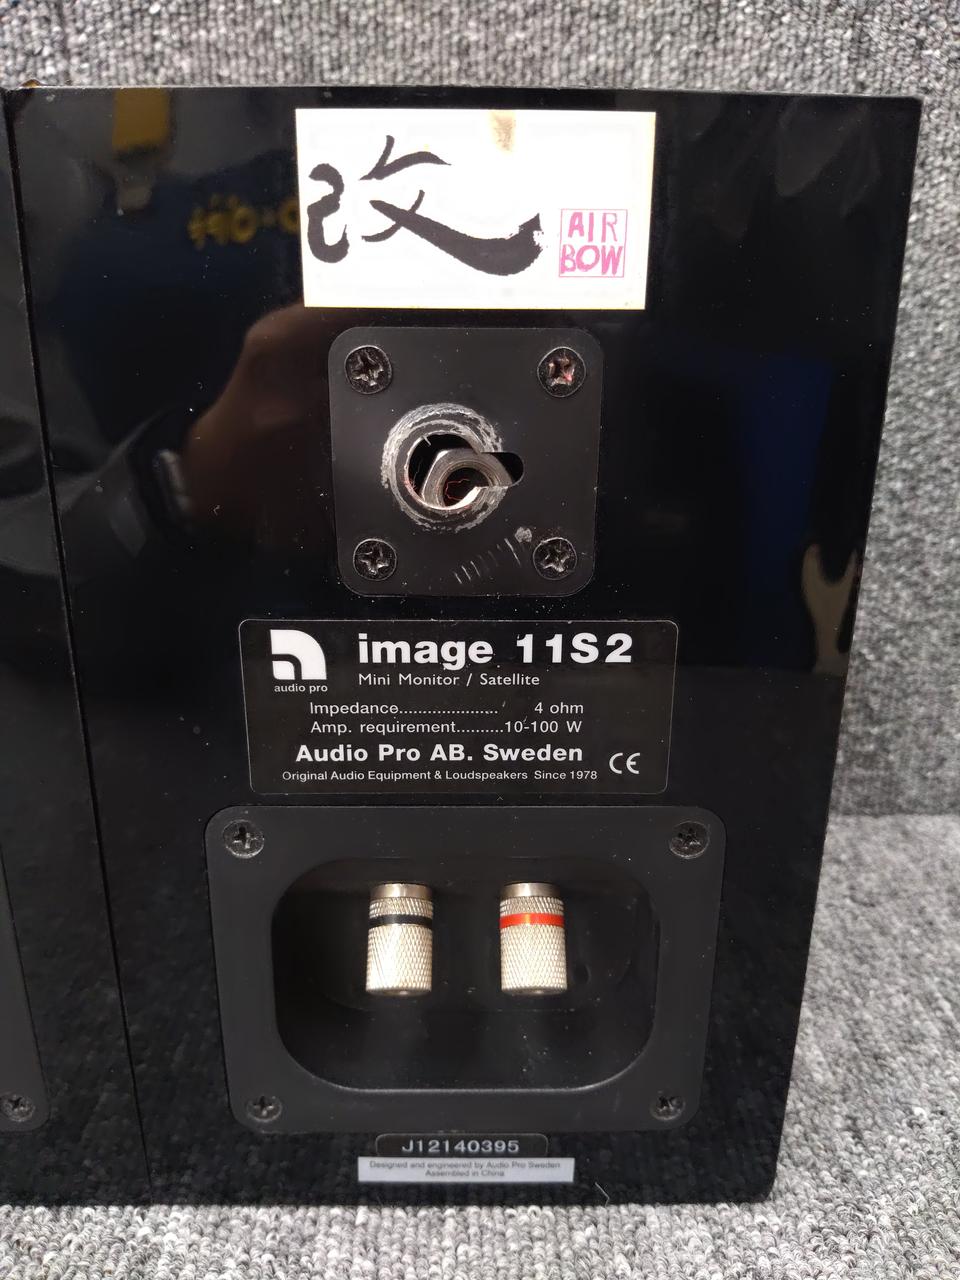 改
AIR
BOW
image 11S2
audio pro
Mini Monitor / Satellite
Impedance..................... 4 ohm
Amp. requirement.........10-100 W
Audio Pro AB. Sweden
CE
Original Audio Equipment & Loudspeakers Since 1978
J12140395
Designed and engineered by Audio Pro Sweden
Assembled in China